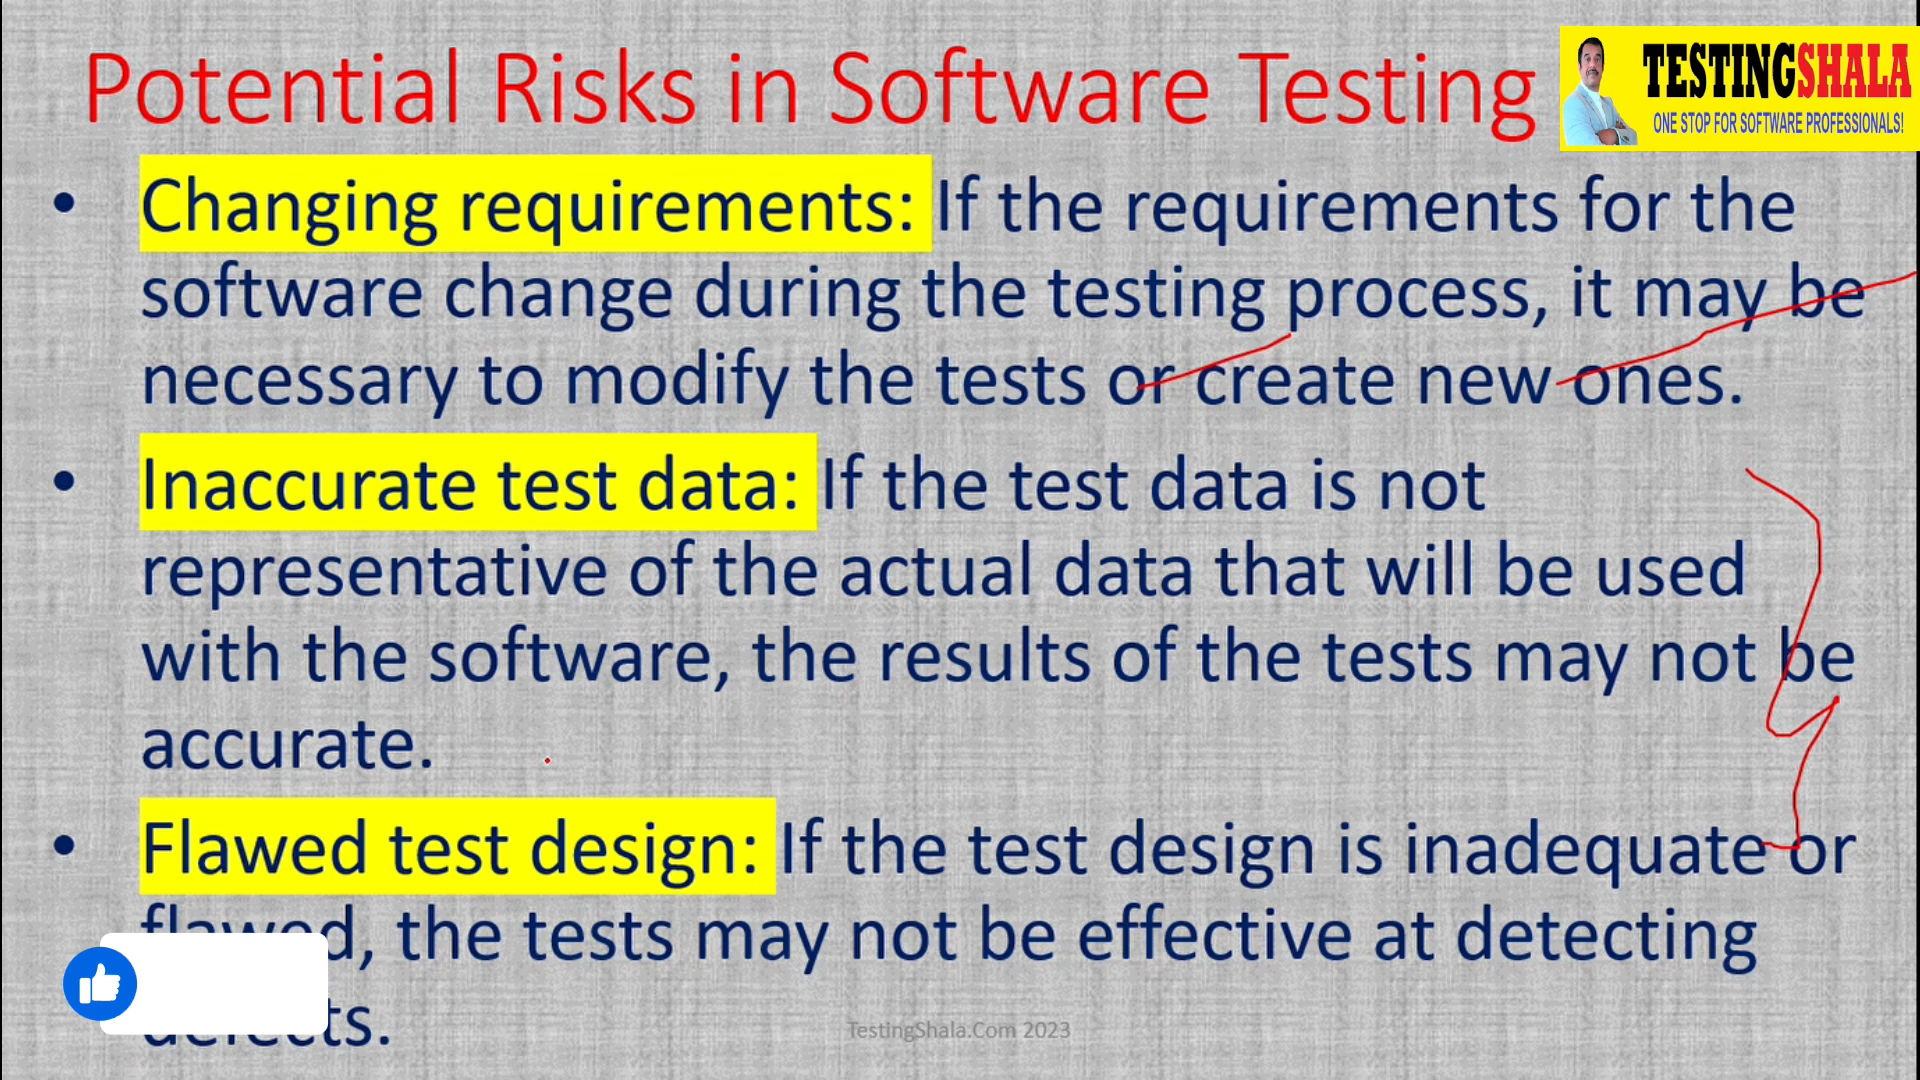 Potential Risks in Software Testing
TESTINGSHALA
ONE STOP FOR SOFTWARE PROFESSIONALS!
• Changing requirements: If the requirements for the
software change during the testing process, it may be
necessary to modify the tests or create new ones.
• Inaccurate test data: If the test data is not
representative of the actual data that will be used
with the software, the results of the tests may not be
accurate.
• Flawed test design: If the test design is inadequate or
flawed, the tests may not be effective at detecting
defects.
TestingShala.Com 2023